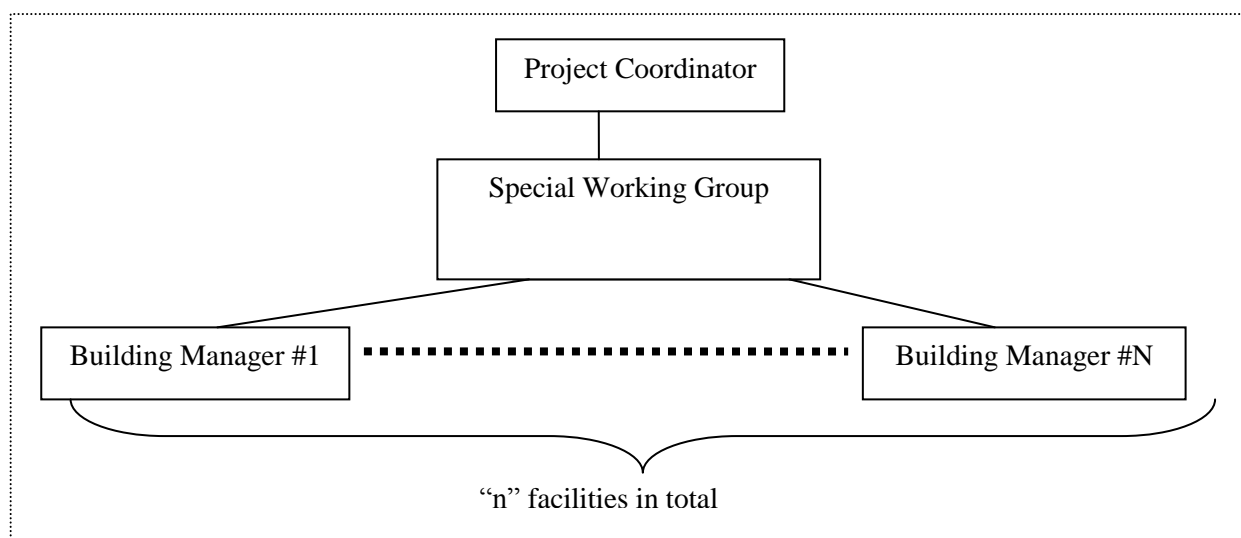 Project Coordinator
Special Working Group
Building Manager #1
Building Manager #N
“n” facilities in total